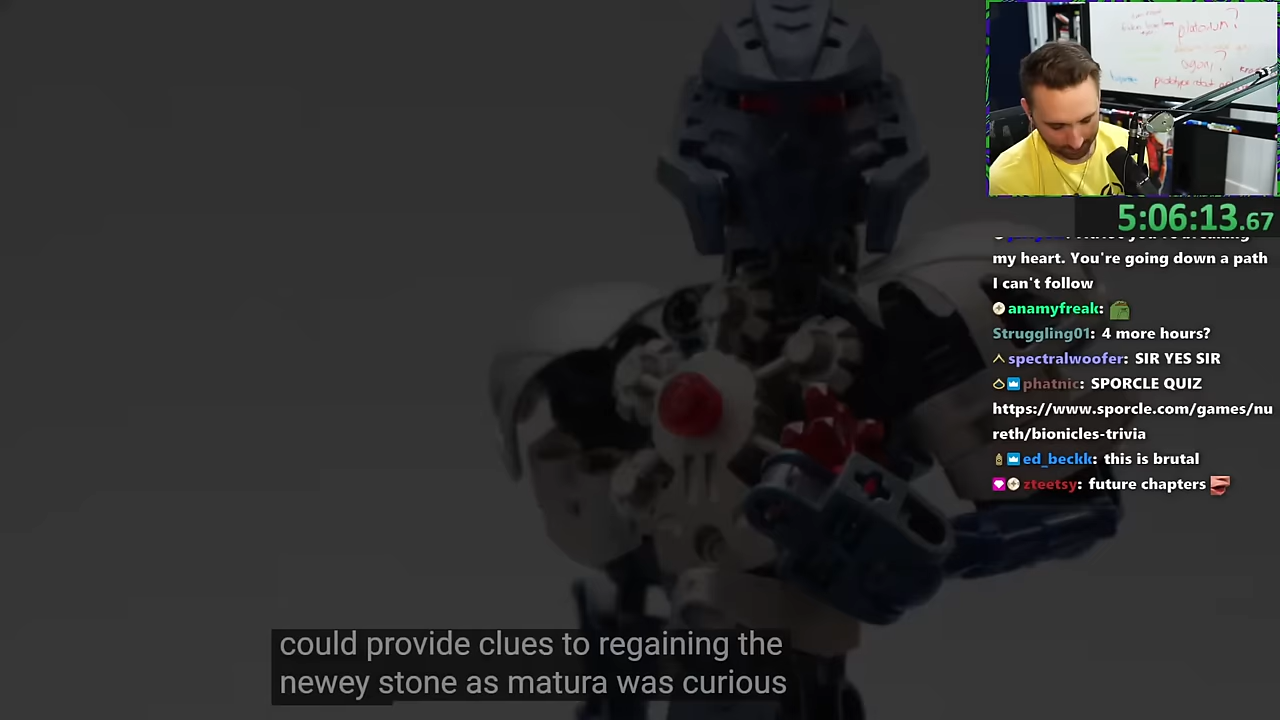 platoon?
agori?
5:06:13.67
my heart. You're going down a path
I can't follow
anamyfreak:
Struggling01: 4 more hours?
spectralwoofer: SIR YES SIR
phatnic: SPORCLE QUIZ
https://www.sporcle.com/games/nu
reth/bionicles-trivia
ed_beckk: this is brutal
zteetsy: future chapters
could provide clues to regaining the
newey stone as matura was curious